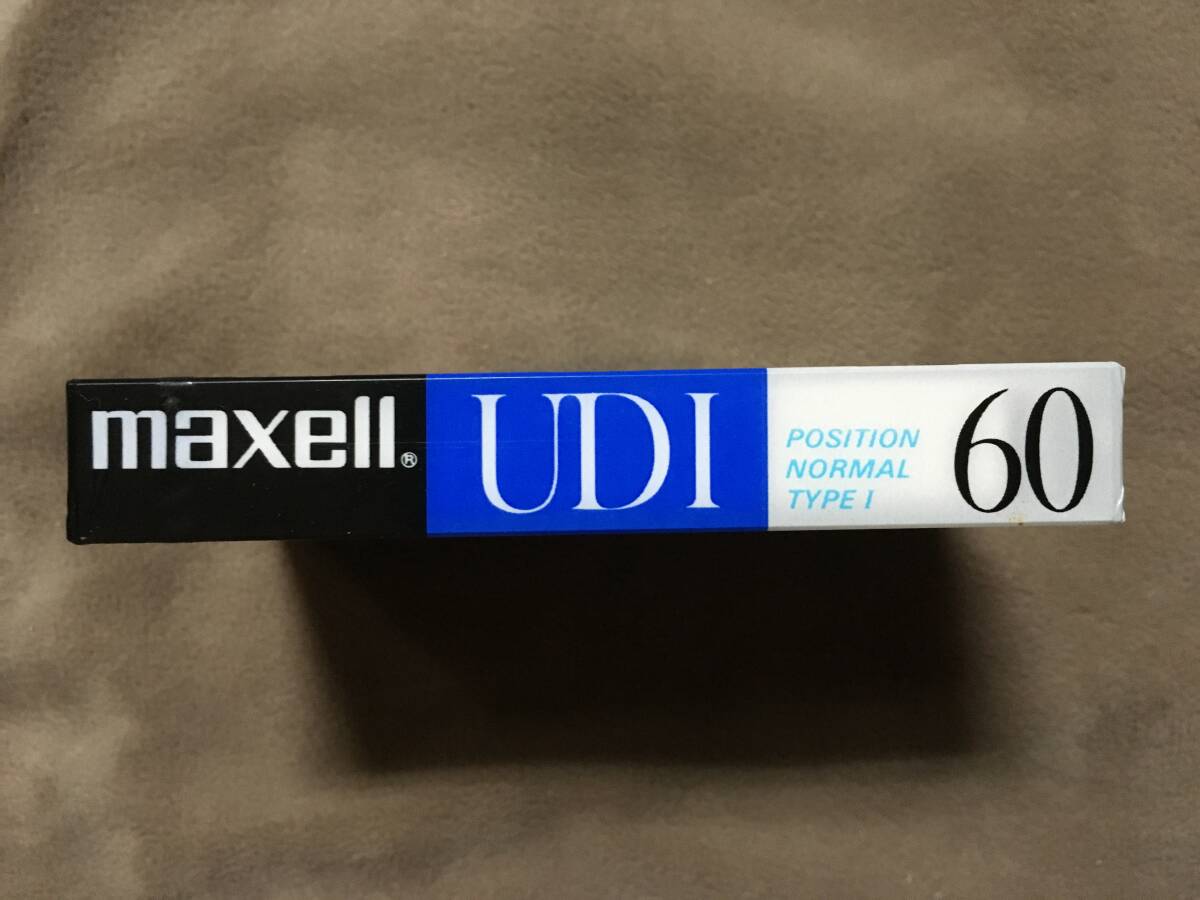 maxell®
UDI
POSITION
NORMAL
TYPE I
60